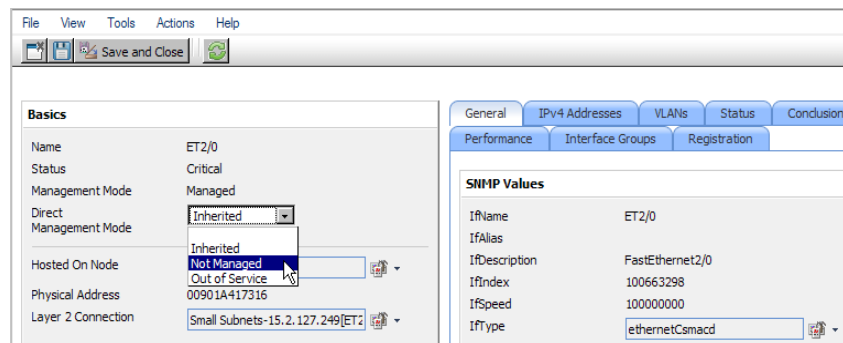 File View Tools Actions Help
Save and Close
Basics
Name ET2/0
Status Critical
Management Mode Managed
Direct Management Mode Inherited
Inherited
Not Managed
Out of Service
Hosted On Node
Physical Address 00901A417316
Layer 2 Connection Small Subnets-15.2.127.249[ET2
General IPv4 Addresses VLANs Status Conclusion
Performance Interface Groups Registration
SNMP Values
IfName ET2/0
IfAlias
IfDescription FastEthernet2/0
IfIndex 100663298
IfSpeed 100000000
IfType ethernetCsmacd